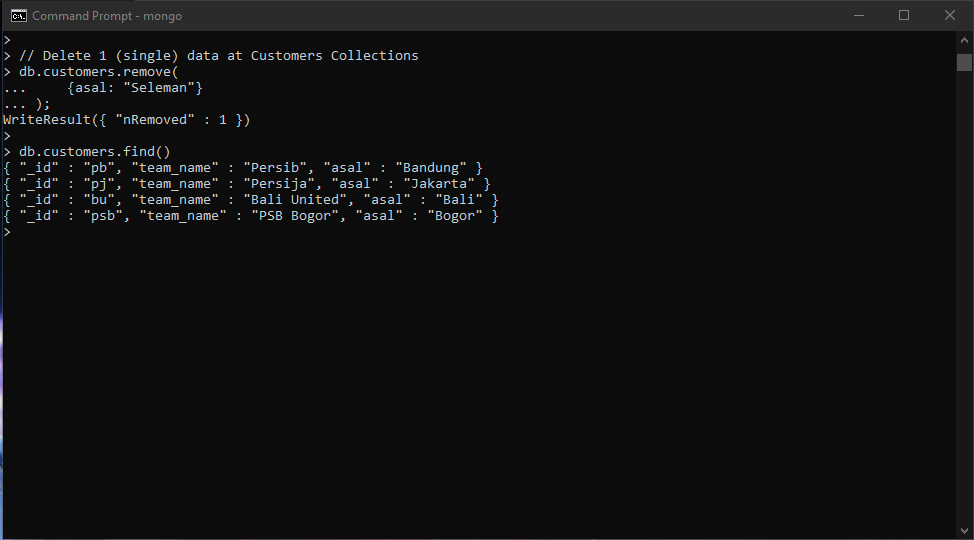 Command Prompt - mongo
>
> // Delete 1 (single) data at Customers Collections
> db.customers.remove(
...     {asal: "Seleman"}
... );
WriteResult({ "nRemoved" : 1 })
>
> db.customers.find()
{ "_id" : "pb", "team_name" : "Persib", "asal" : "Bandung" }
{ "_id" : "pj", "team_name" : "Persija", "asal" : "Jakarta" }
{ "_id" : "bu", "team_name" : "Bali United", "asal" : "Bali" }
{ "_id" : "psb", "team_name" : "PSB Bogor", "asal" : "Bogor" }
>